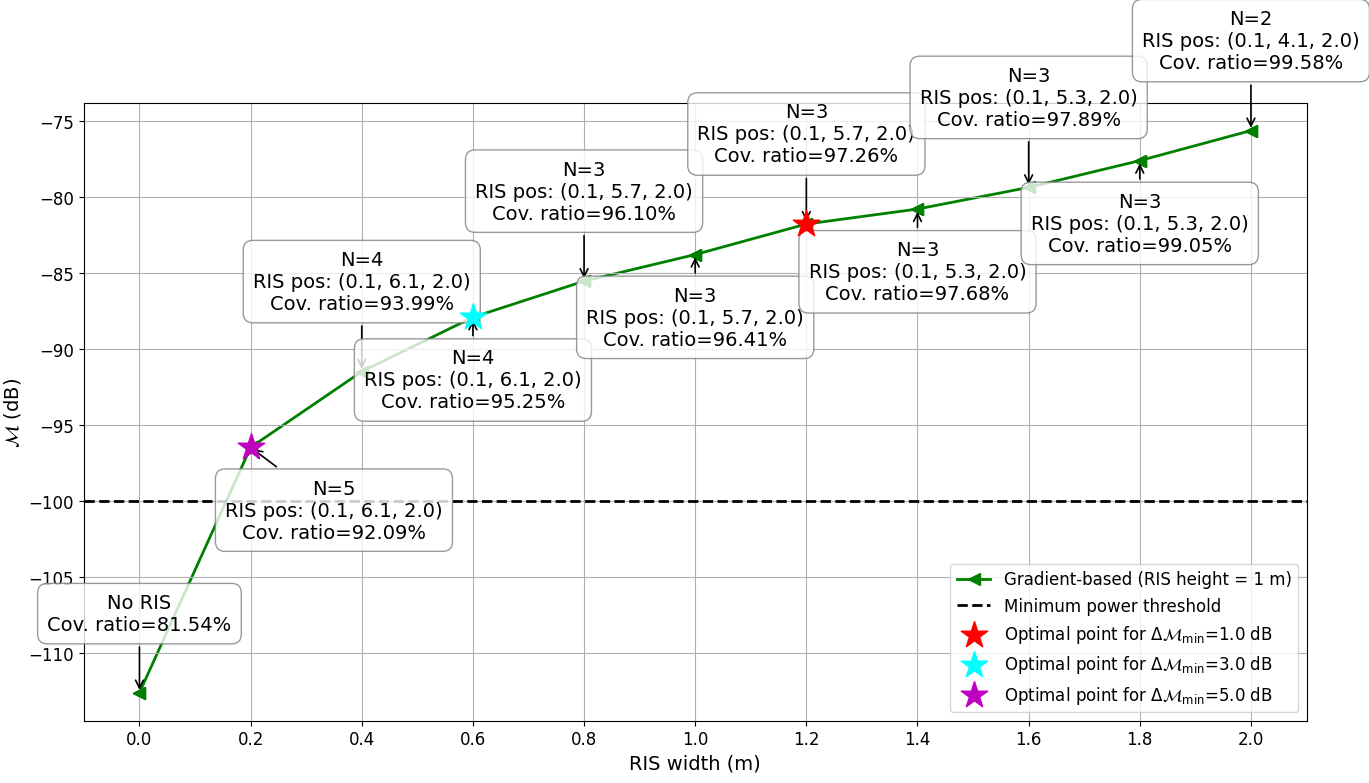 N=2
RIS pos: (0.1, 4.1, 2.0)
Cov. ratio=99.58%
N=3
RIS pos: (0.1, 5.3, 2.0)
Cov. ratio=97.89%
N=3
RIS pos: (0.1, 5.7, 2.0)
Cov. ratio=97.26%
N=3
RIS pos: (0.1, 5.7, 2.0)
Cov. ratio=96.10%
N=3
RIS pos: (0.1, 5.3, 2.0)
Cov. ratio=99.05%
N=4
RIS pos: (0.1, 6.1, 2.0)
Cov. ratio=93.99%
N=3
RIS pos: (0.1, 5.3, 2.0)
Cov. ratio=97.68%
N=3
RIS pos: (0.1, 5.7, 2.0)
Cov. ratio=96.41%
N=4
RIS pos: (0.1, 6.1, 2.0)
Cov. ratio=95.25%
N=5
RIS pos: (0.1, 6.1, 2.0)
Cov. ratio=92.09%
No RIS
Cov. ratio=81.54%
−75
−80
−85
−90
−95
−100
−105
−110
ℳ (dB)
Gradient-based (RIS height = 1 m)
Minimum power threshold
Optimal point for Δℳmin=1.0 dB
Optimal point for Δℳmin=3.0 dB
Optimal point for Δℳmin=5.0 dB
0.0 0.2 0.4 0.6 0.8 1.0 1.2 1.4 1.6 1.8 2.0
RIS width (m)